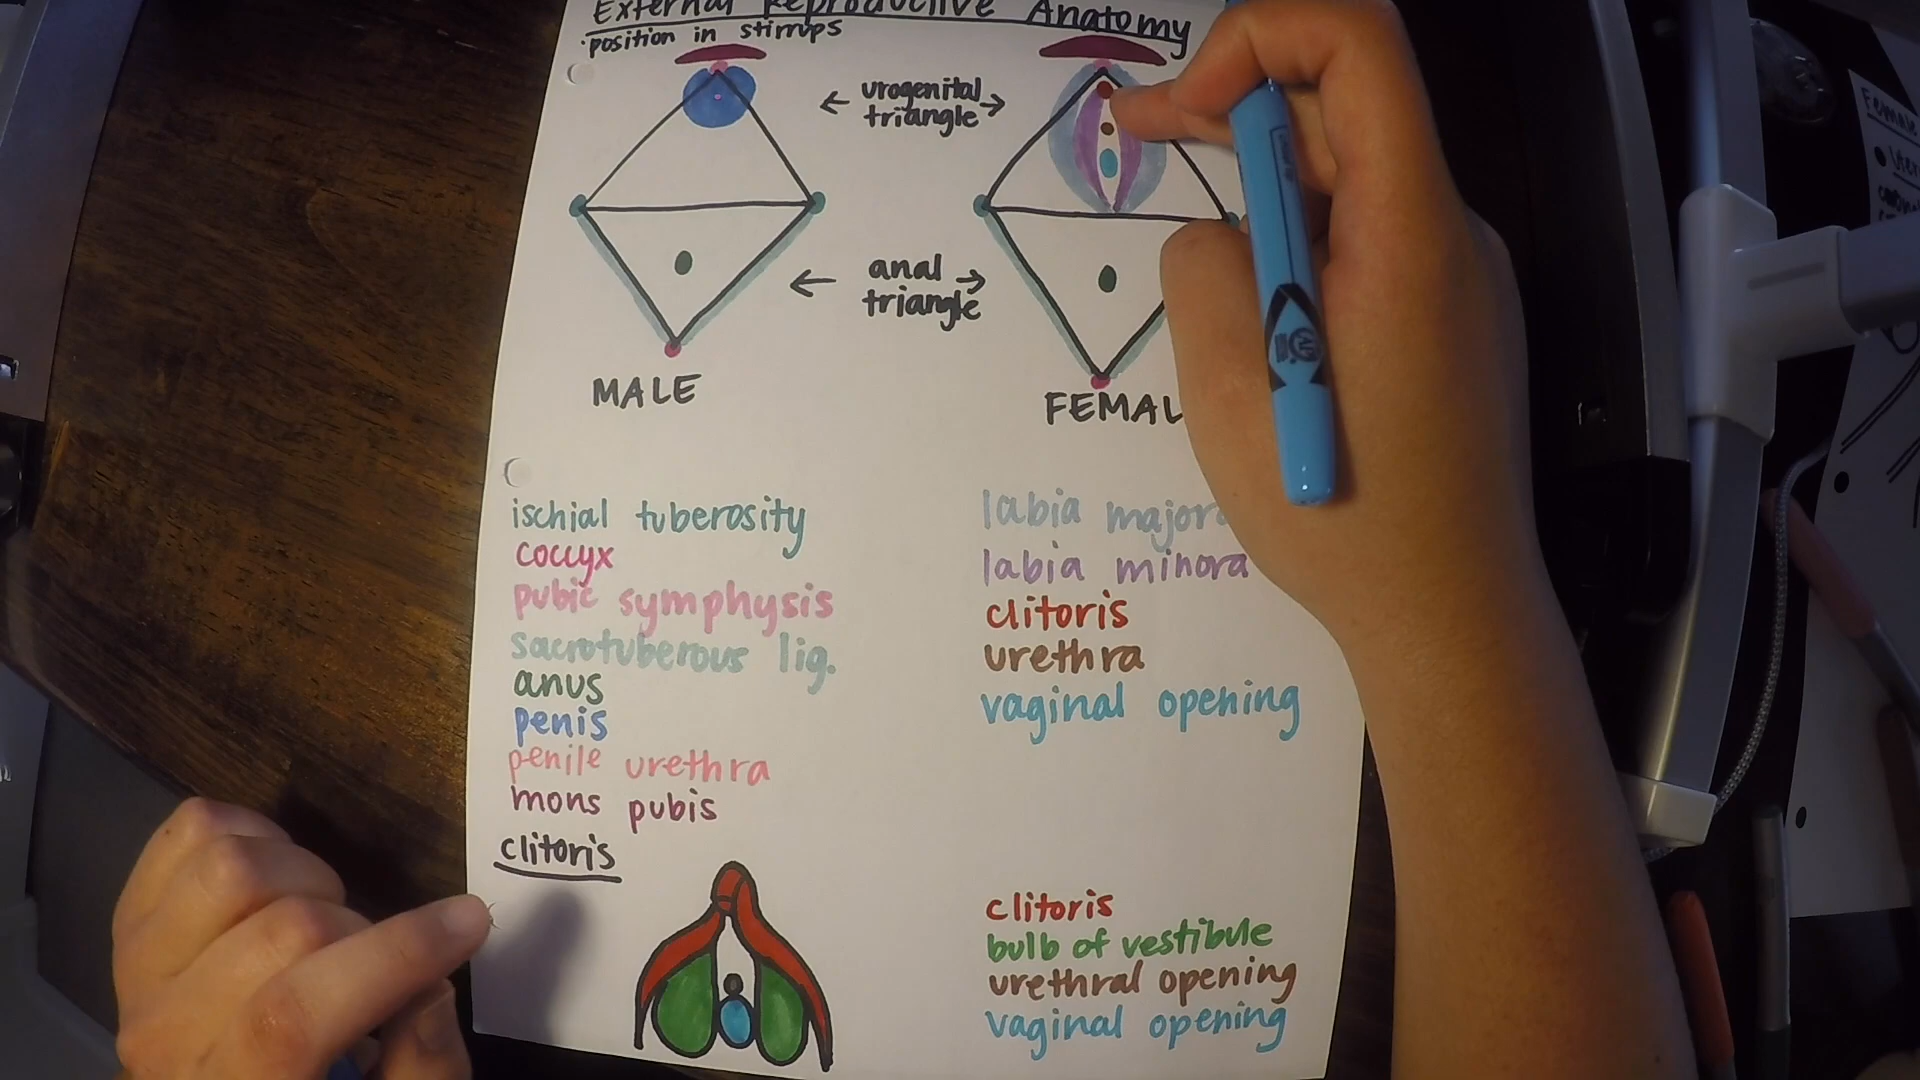 External Reproductive Anatomy
·position in stirrups
← urogenital →
triangle
← anal →
triangle
MALE
FEMAL
ischial tuberosity
coccyx
pubic symphysis
sacrotuberous lig.
anus
penis
penile urethra
mons pubis
labia majora
labia minora
clitoris
urethra
vaginal opening
clitoris
clitoris
bulb of vestibule
urethral opening
vaginal opening
Female